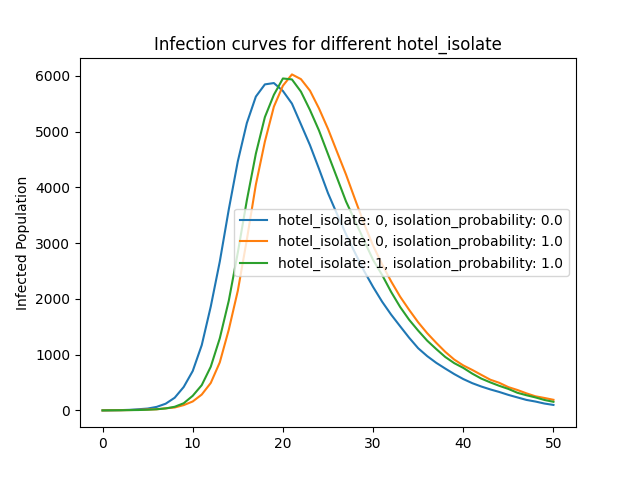 Infection curves for different hotel_isolate
6000
5000
4000
3000
2000
1000
0
Infected Population
hotel_isolate: 0, isolation_probability: 0.0
hotel_isolate: 0, isolation_probability: 1.0
hotel_isolate: 1, isolation_probability: 1.0
0 10 20 30 40 50